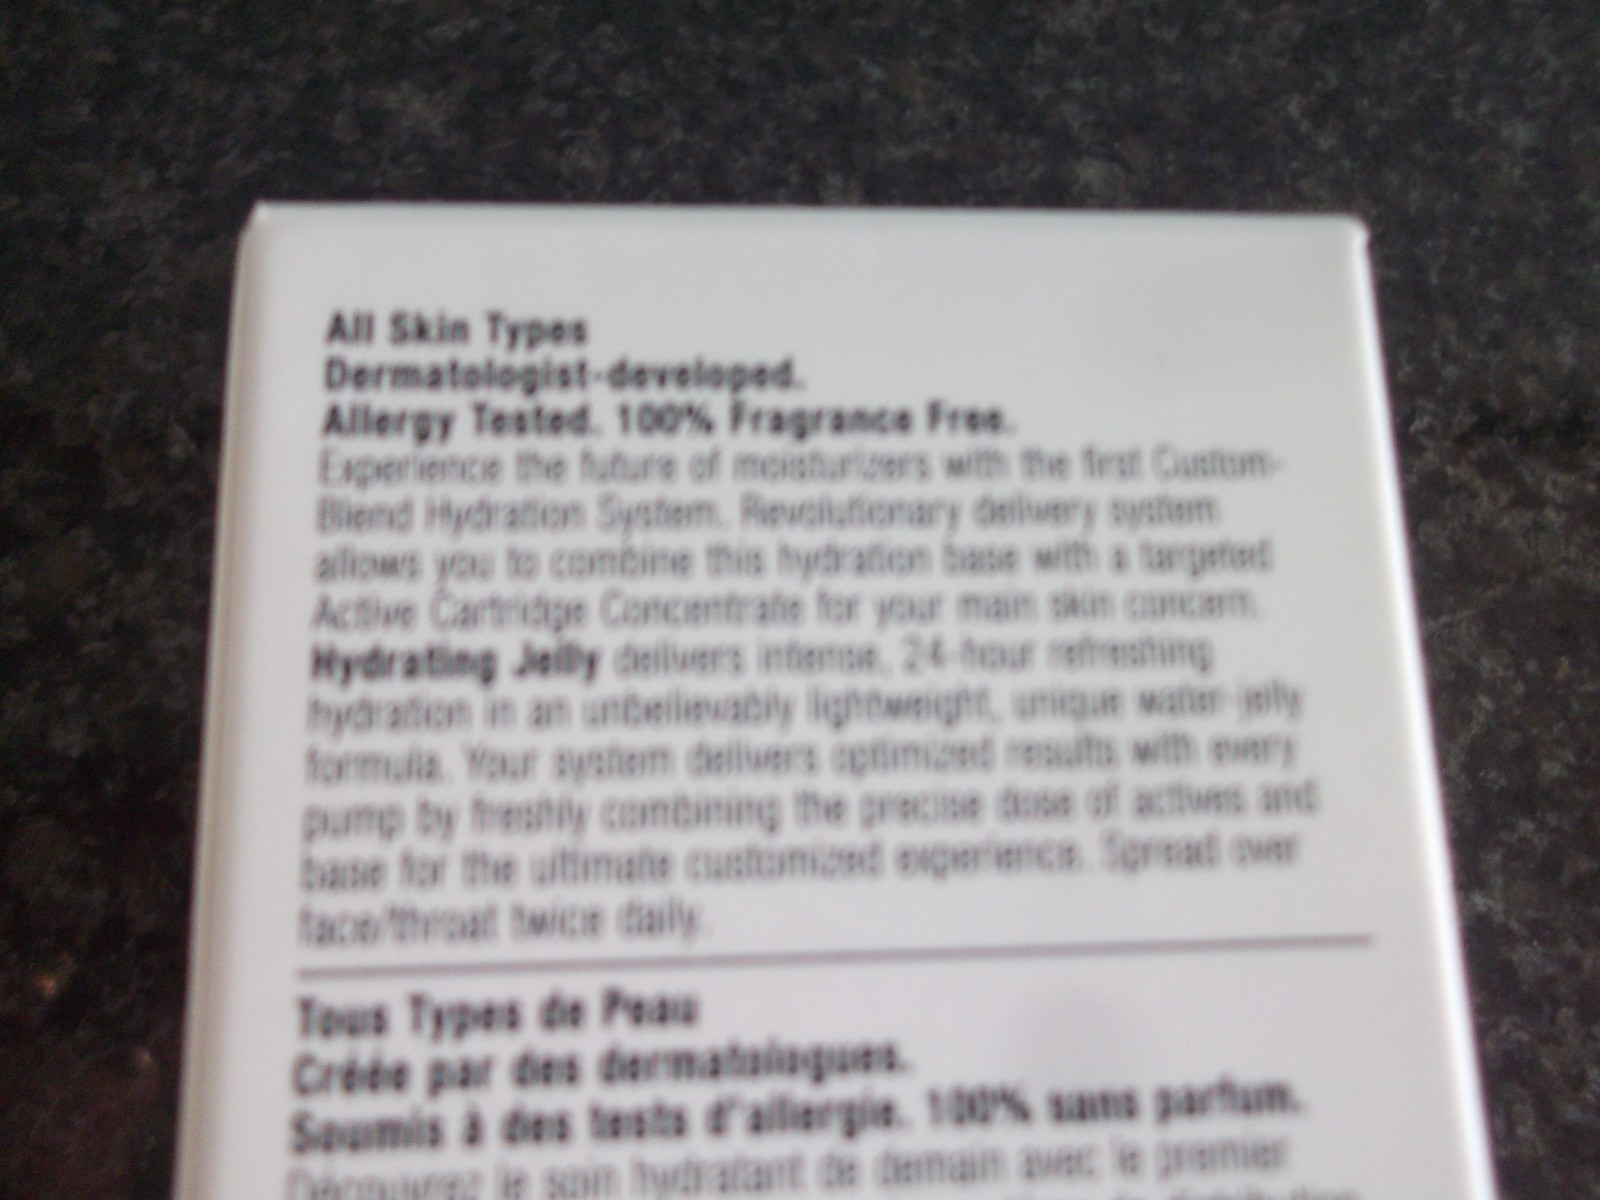 All Skin Types
Dermatologist-developed.
Allergy Tested. 100% Fragrance Free.
Experience the future of moisturizers with the first Custom-
Blend Hydration System. Revolutionary delivery system
allows you to combine this hydration base with a targeted
Active Cartridge Concentrate for your main skin concern.
Hydrating Jelly delivers intense, 24-hour refreshing
hydration in an unbelievably lightweight, unique water-jelly
formula. Your system delivers optimized results with every
pump by freshly combining the precise dose of actives and
base for the ultimate customized experience. Spread over
face/throat twice daily.
Tous Types de Peau
Créée par des dermatologues.
Soumis à des tests d'allergie. 100% sans parfum.
Découvrez le soin hydratant de demain avec le premier